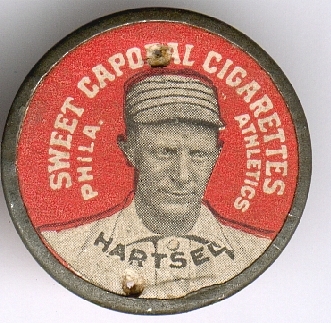 SWEET CAPORAL CIGARETTES
PHILA.
ATHLETICS
HARTSEL